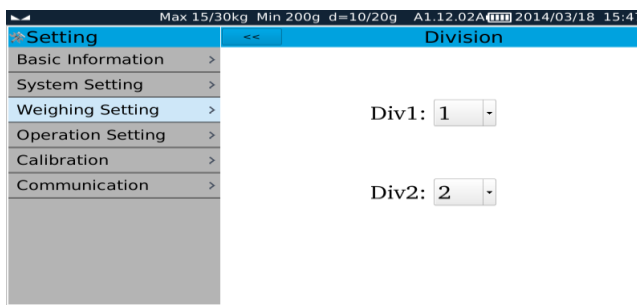 Max 15/30kg Min 200g d=10/20g A1.12.02A 2014/03/18 15:4
Setting << Division
Basic Information >
System Setting >
Weighing Setting >
Div1: 1
Operation Setting >
Calibration >
Communication >
Div2: 2